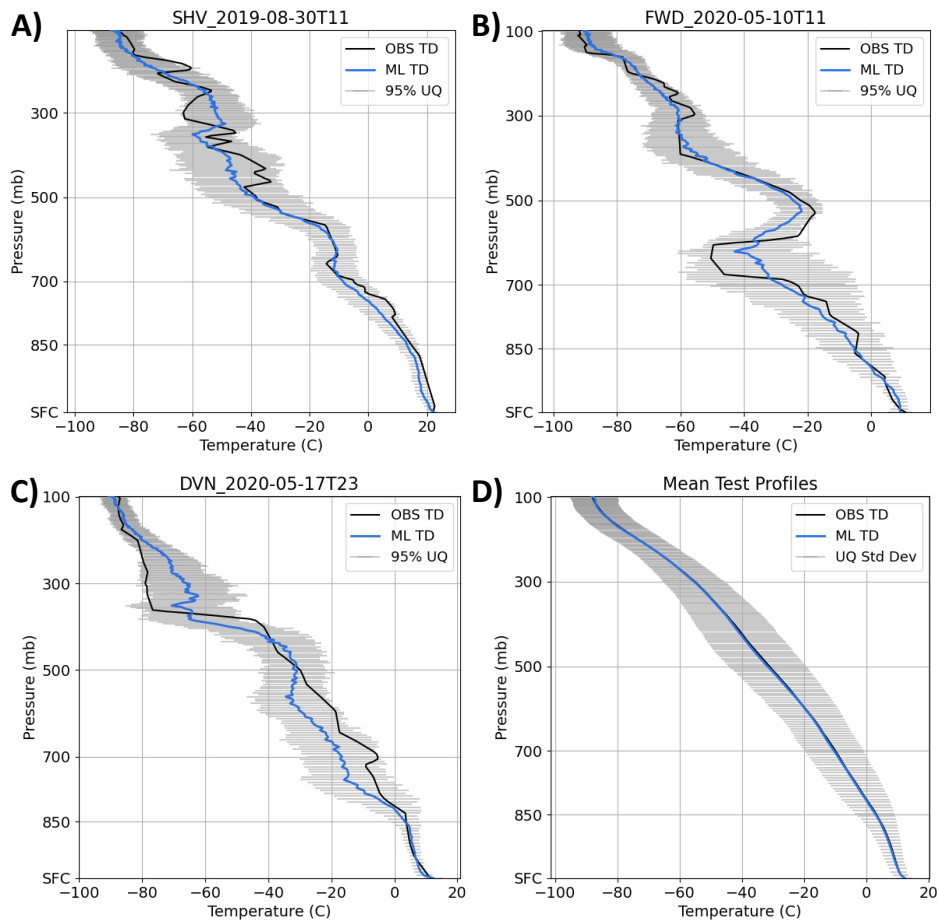 A)
SHV_2019-08-30T11
OBS TD
ML TD
95% UQ
300
500
700
850
SFC
Pressure (mb)
−100 −80 −60 −40 −20 0 20
Temperature (C)
B)
FWD_2020-05-10T11
OBS TD
ML TD
95% UQ
100
300
500
700
850
SFC
Pressure (mb)
−100 −80 −60 −40 −20 0
Temperature (C)
C)
DVN_2020-05-17T23
OBS TD
ML TD
95% UQ
100
300
500
700
850
SFC
Pressure (mb)
−100 −80 −60 −40 −20 0 20
Temperature (C)
D)
Mean Test Profiles
OBS TD
ML TD
UQ Std Dev
100
300
500
700
850
SFC
Pressure (mb)
−100 −80 −60 −40 −20 0 20
Temperature (C)